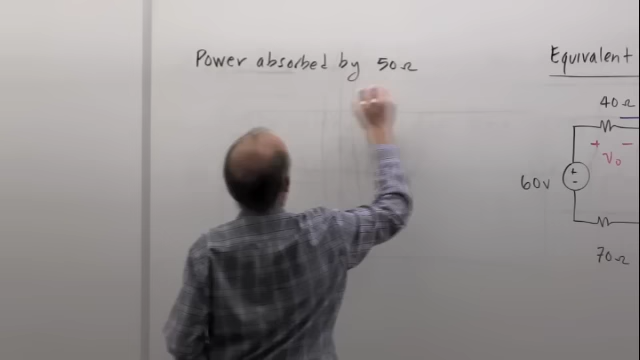 Power absorbed by 50Ω
Equivalent
40Ω
+ V₀ −
60V
+
-
70Ω